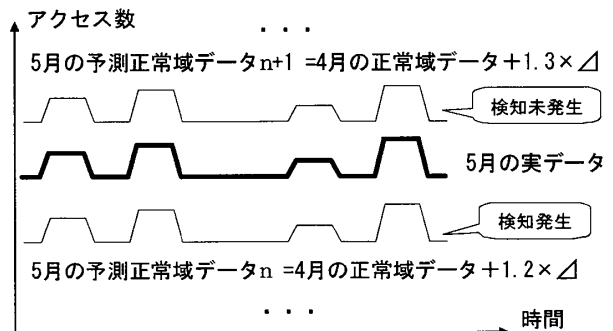 アクセス数
・・・
5月の予測正常域データn+1 =4月の正常域データ+1.3×⊿
検知未発生
5月の実データ
検知発生
5月の予測正常域データn =4月の正常域データ+1.2×⊿
・・・
時間